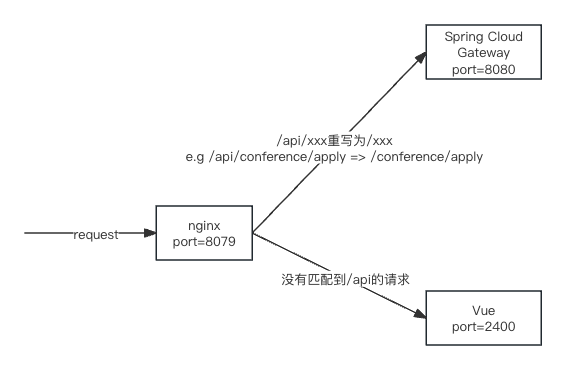 Spring Cloud
Gateway
port=8080
/api/xxx重写为/xxx
e.g /api/conference/apply => /conference/apply
nginx
port=8079
request
没有匹配到/api的请求
Vue
port=2400